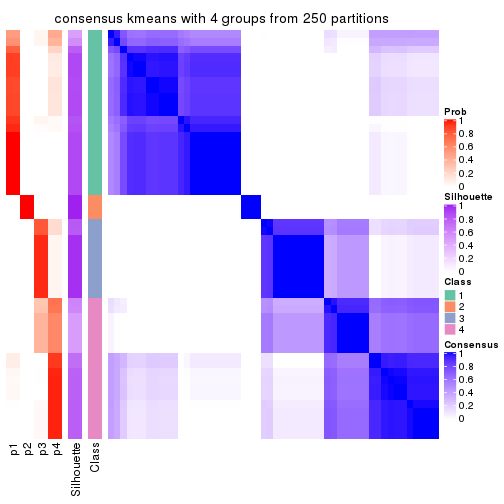 consensus kmeans with 4 groups from 250 partitions
Prob
1
0.8
0.6
0.4
0.2
0
Silhouette
1
0.8
0.6
0.4
0.2
0
Class
1
2
3
4
Consensus
1
0.8
0.6
0.4
0.2
0
p1
p2
p3
p4
Silhouette
Class